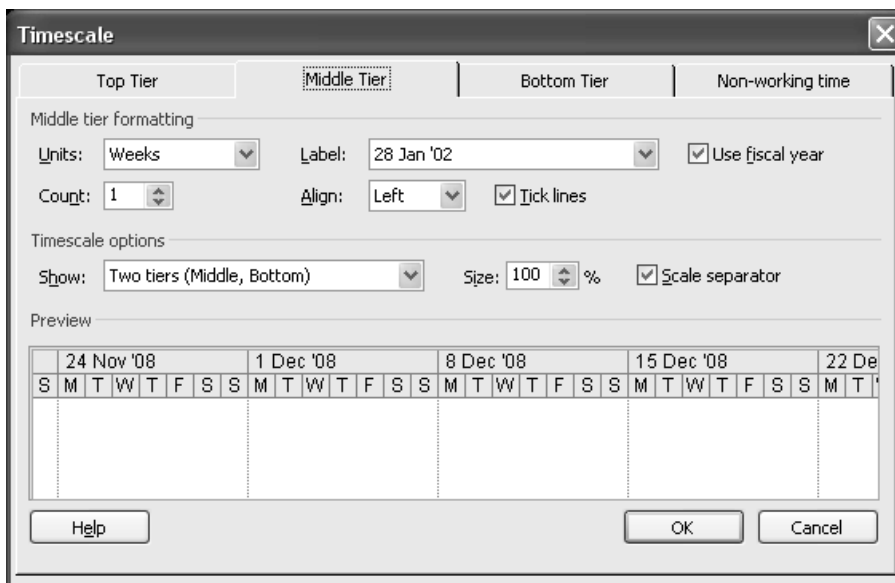 Timescale
Top Tier Middle Tier Bottom Tier Non-working time
Middle tier formatting
Units: Weeks Label: 28 Jan '02 Use fiscal year
Count: 1 Align: Left Tick lines
Timescale options
Show: Two tiers (Middle, Bottom) Size: 100 % Scale separator
Preview
24 Nov '08 1 Dec '08 8 Dec '08 15 Dec '08 22 De
S M T W T F S S M T W T F S S M T W T F S S M T W T F S S M T
Help OK Cancel